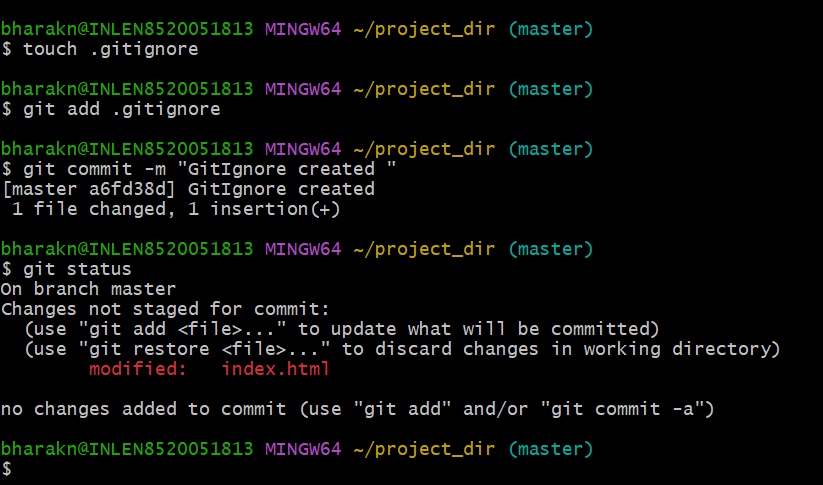 bharakn@INLEN8520051813 MINGW64 ~/project_dir (master)
$ touch .gitignore
bharakn@INLEN8520051813 MINGW64 ~/project_dir (master)
$ git add .gitignore
bharakn@INLEN8520051813 MINGW64 ~/project_dir (master)
$ git commit -m "GitIgnore created "
[master a6fd38d] GitIgnore created
 1 file changed, 1 insertion(+)
bharakn@INLEN8520051813 MINGW64 ~/project_dir (master)
$ git status
On branch master
Changes not staged for commit:
  (use "git add <file>..." to update what will be committed)
  (use "git restore <file>..." to discard changes in working directory)
        modified:   index.html
no changes added to commit (use "git add" and/or "git commit -a")
bharakn@INLEN8520051813 MINGW64 ~/project_dir (master)
$